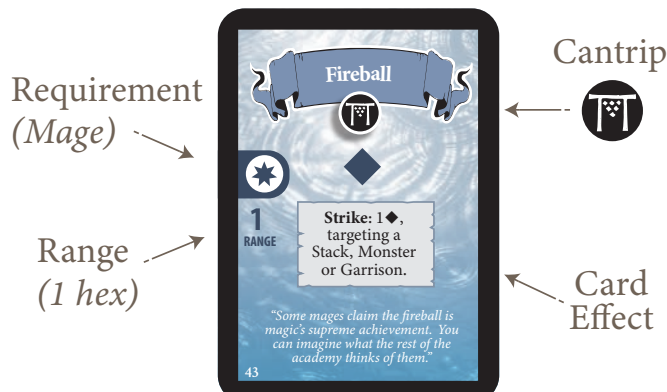 Requirement
(Mage)
Range
(1 hex)
Fireball
1
RANGE
Strike: 1◆,
targeting a
Stack, Monster
or Garrison.
"Some mages claim the fireball is
magic's supreme achievement. You
can imagine what the rest of the
academy thinks of them."
43
Cantrip
Card
Effect